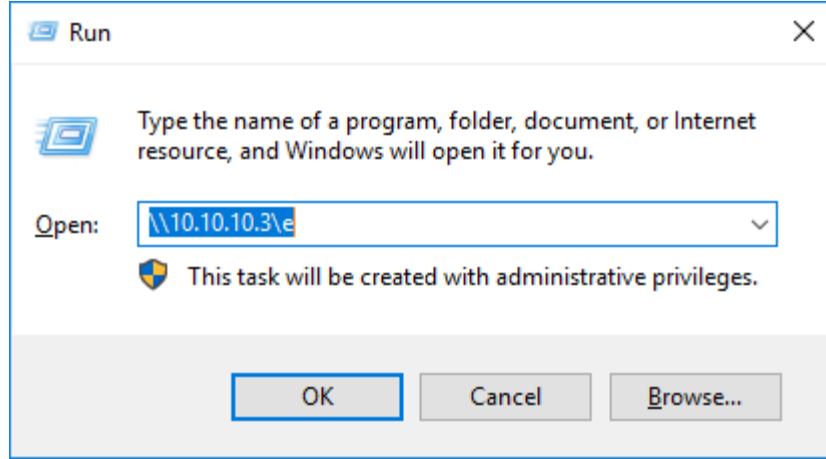 Run
Type the name of a program, folder, document, or Internet
resource, and Windows will open it for you.
Open: \\10.10.10.3\e
This task will be created with administrative privileges.
OK Cancel Browse...